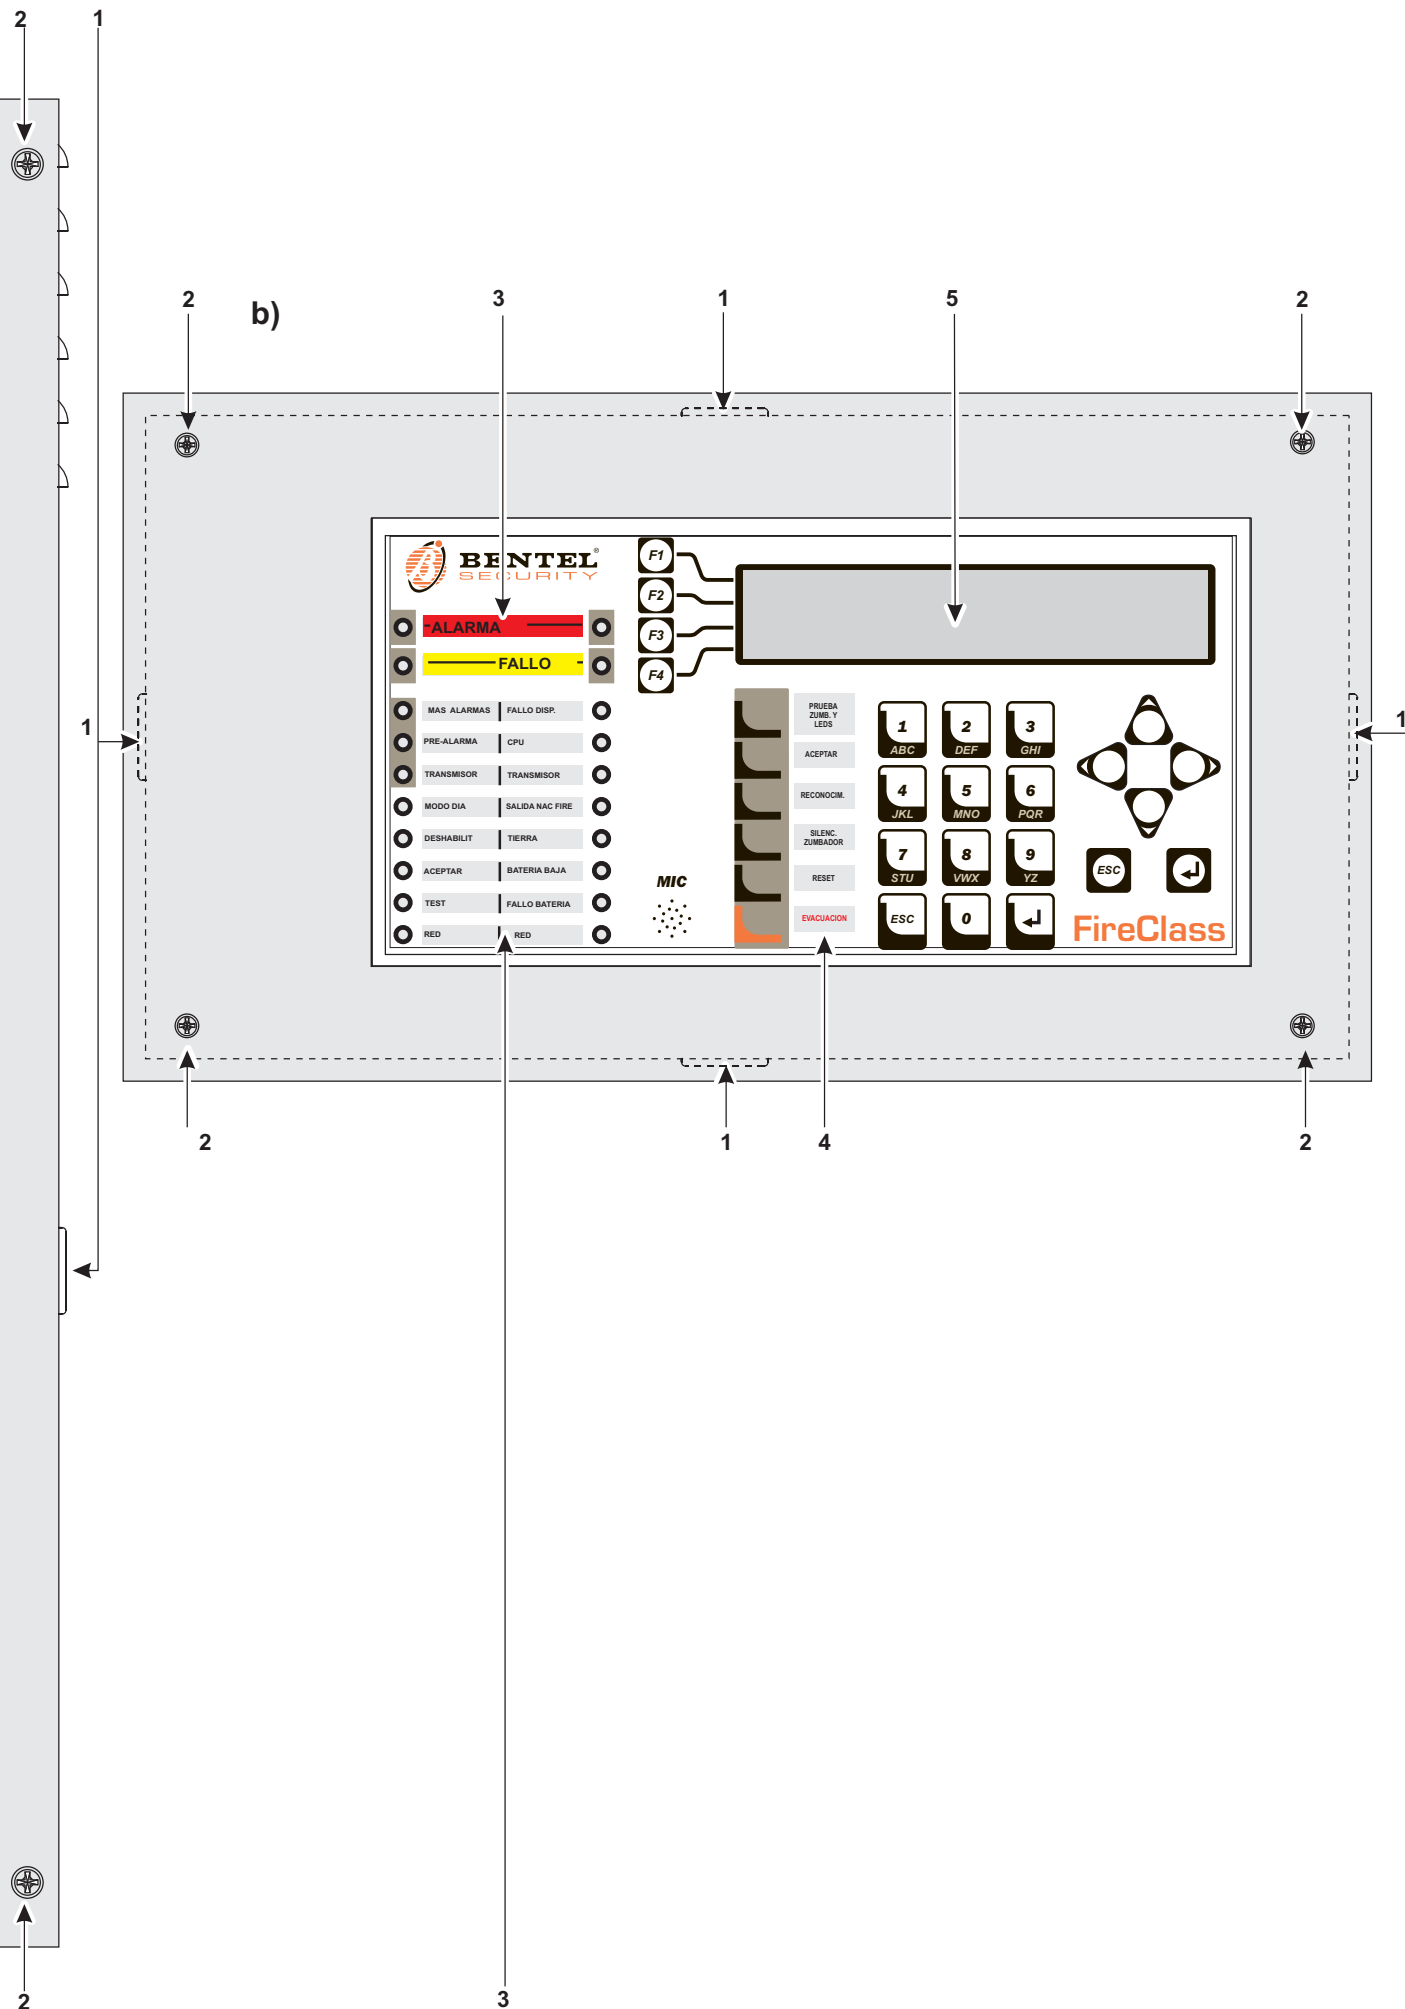 2 1
2 b) 3 1 5 2
BENTEL®
SECURITY
F1
F2
F3
F4
ALARMA
FALLO
MAS ALARMAS FALLO DISP.
PRE-ALARMA CPU
TRANSMISOR TRANSMISOR
MODO DIA SALIDA NAC FIRE
DESHABILIT TIERRA
ACEPTAR BATERIA BAJA
TEST FALLO BATERIA
RED RED
MIC
PRUEBA
ZUMB. Y
LEDS
ACEPTAR
RECONOCIM.
SILENC.
ZUMBADOR
RESET
EVACUACION
1 2 3
ABC DEF GHI
4 5 6
JKL MNO PQR
7 8 9
STU VWX YZ
ESC 0
ESC
FireClass
1 1
2 1 4 2
2 3